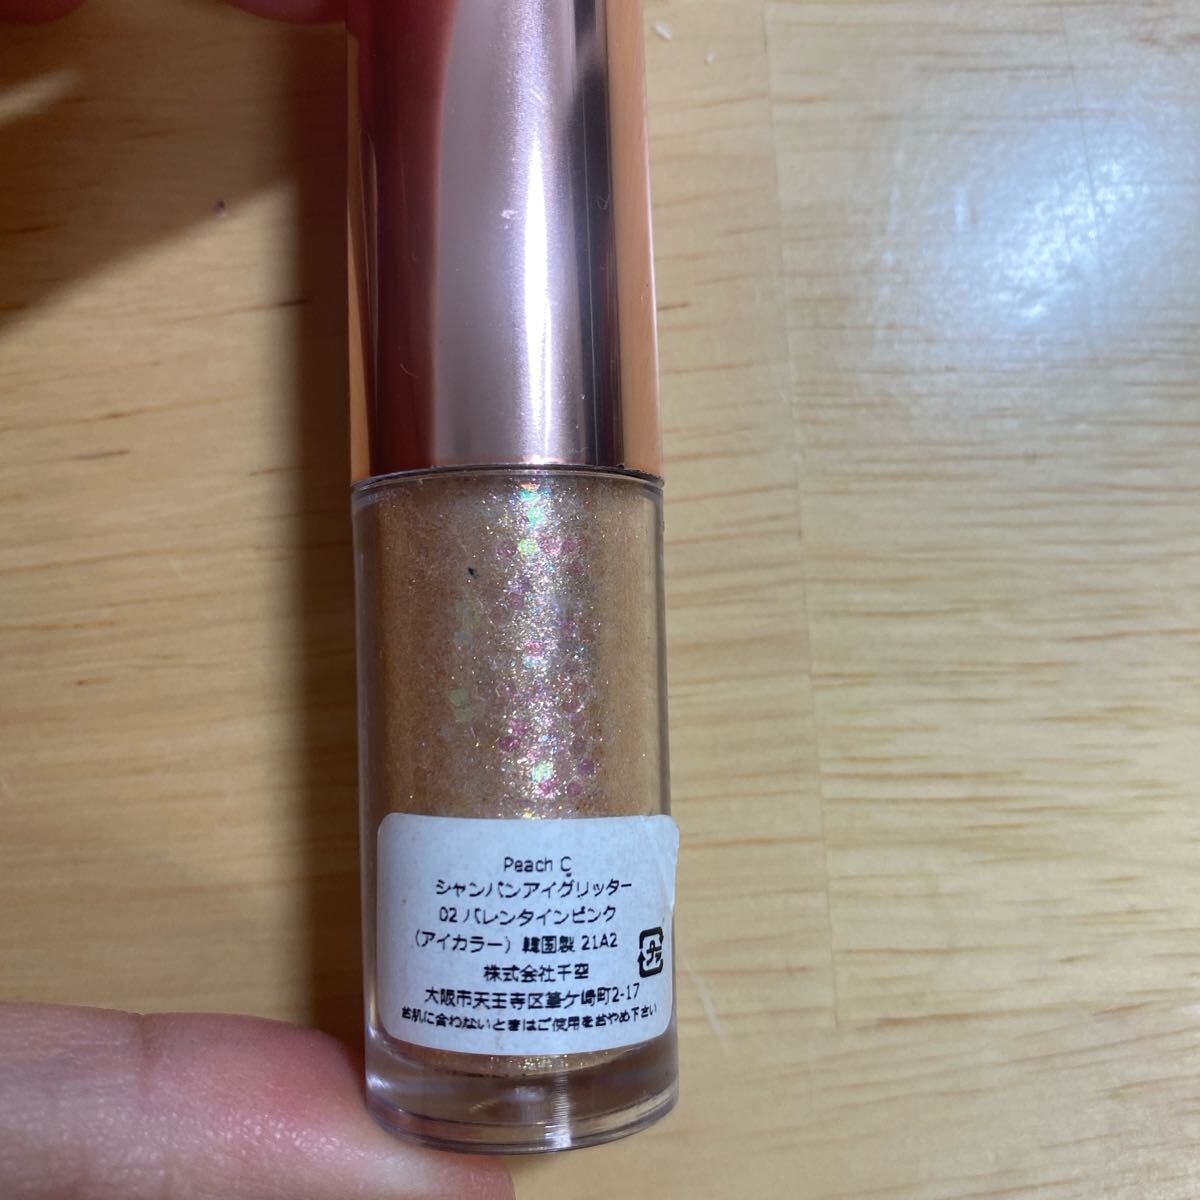 Peach C
シャンパンアイグリッター
02 バレンタインピンク
(アイカラー) 韓国製 21A2
株式会社千空
大阪市天王寺区筆ケ崎町2-17
お肌に合わないときはご使用をおやめ下さい
プラ